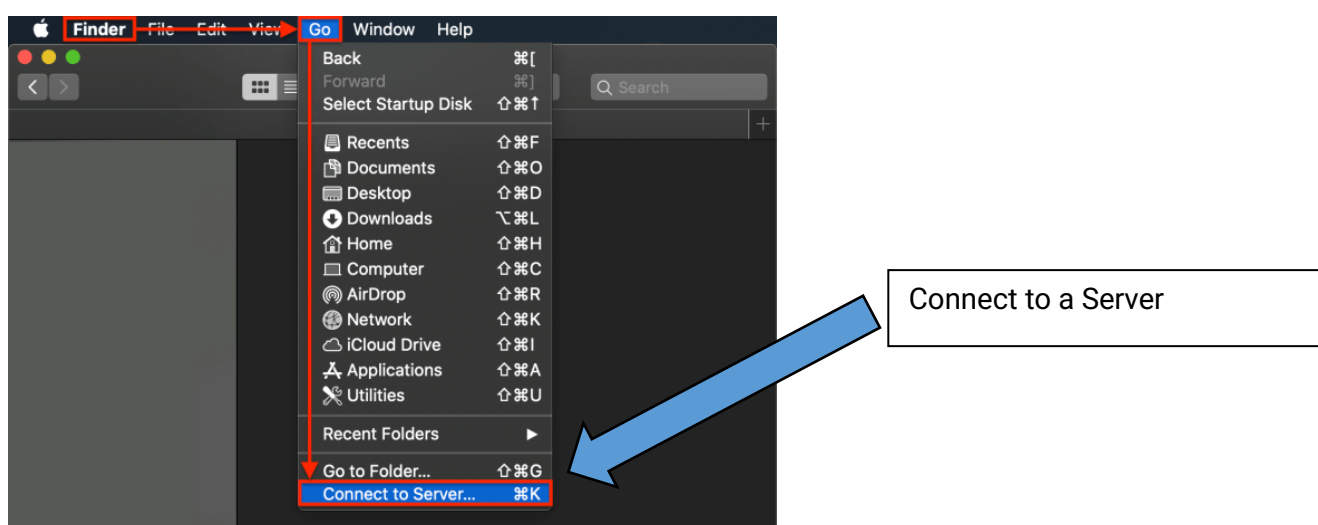 Finder File Edit View Go Window Help
Back ⌘[
Forward ⌘]
Search
Select Startup Disk ⇧⌘↑
Recents ⇧⌘F
Documents ⇧⌘O
Desktop ⇧⌘D
Downloads ⌥⌘L
Home ⇧⌘H
Computer ⇧⌘C
AirDrop ⇧⌘R
Network ⇧⌘K
iCloud Drive ⇧⌘I
Applications ⇧⌘A
Utilities ⇧⌘U
Recent Folders ▶
Go to Folder... ⇧⌘G
Connect to Server... ⌘K
Connect to a Server